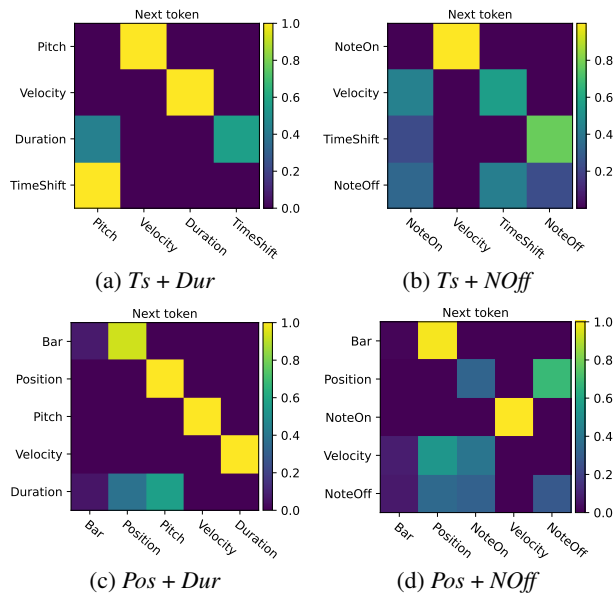 Next token
Pitch
Velocity
Duration
TimeShift
Pitch
Velocity
Duration
TimeShift
1.0
0.8
0.6
0.4
0.2
0.0
(a) Ts + Dur
Next token
NoteOn
Velocity
TimeShift
NoteOff
NoteOn
Velocity
TimeShift
NoteOff
0.8
0.6
0.4
0.2
(b) Ts + NOff
Next token
Bar
Position
Pitch
Velocity
Duration
Bar
Position
Pitch
Velocity
Duration
1.0
0.8
0.6
0.4
0.2
0.0
(c) Pos + Dur
Next token
Bar
Position
NoteOn
Velocity
NoteOff
Bar
Position
NoteOn
Velocity
NoteOff
1.0
0.8
0.6
0.4
0.2
0.0
(d) Pos + NOff